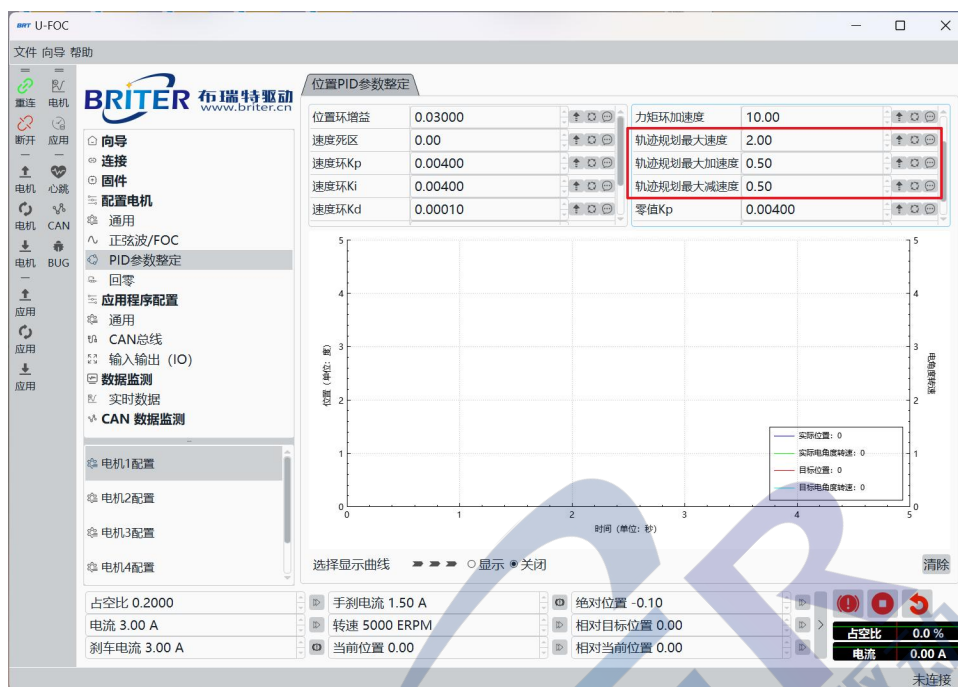 BRT U-FOC
文件 向导 帮助
重连 电机
断开 应用
电机 心跳
电机 CAN
电机 BUG
应用
应用
应用
BRITER 布瑞特驱动
www.briter.cn
向导
连接
固件
配置电机
通用
正弦波/FOC
PID参数整定
回零
应用程序配置
通用
CAN总线
输入输出（IO）
数据监测
实时数据
CAN 数据监测
电机1配置
电机2配置
电机3配置
电机4配置
位置PID参数整定
位置环增益 0.03000
速度死区 0.00
速度环Kp 0.00400
速度环Ki 0.00400
速度环Kd 0.00010
力矩环加速度 10.00
轨迹规划最大速度 2.00
轨迹规划最大加速度 0.50
轨迹规划最大减速度 0.50
零值Kp 0.00400
5 5
4 4
3 3
2 2
1 1
0 0
位置（单位：度）
电角度转速
实际位置：0
实际电角度转速：0
目标位置：0
目标电角度转速：0
0 1 2 3 4 5
时间（单位：秒）
选择显示曲线 显示 关闭 清除
占空比 0.2000 手刹电流 1.50 A 绝对位置 -0.10
电流 3.00 A 转速 5000 ERPM 相对目标位置 0.00
刹车电流 3.00 A 当前位置 0.00 相对当前位置 0.00
占空比 0.0 %
电流 0.00 A
未连接